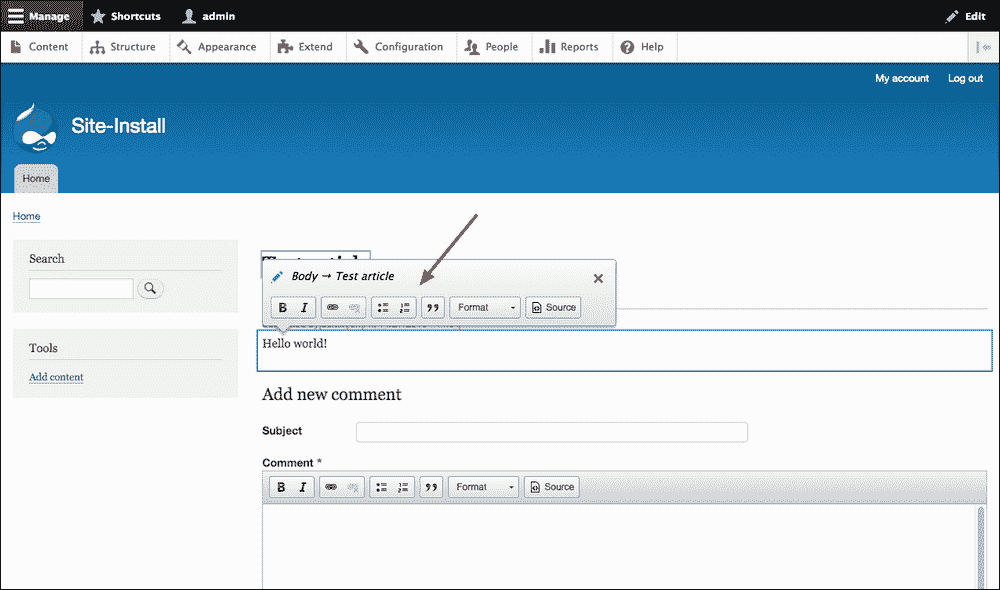 Manage Shortcuts admin Edit
Content Structure Appearance Extend Configuration People Reports Help
My account Log out
Site-Install
Home
Home
Search
Tools
Add content
Body → Test article
B I Format Source
Hello world!
Add new comment
Subject
Comment *
B I Format Source